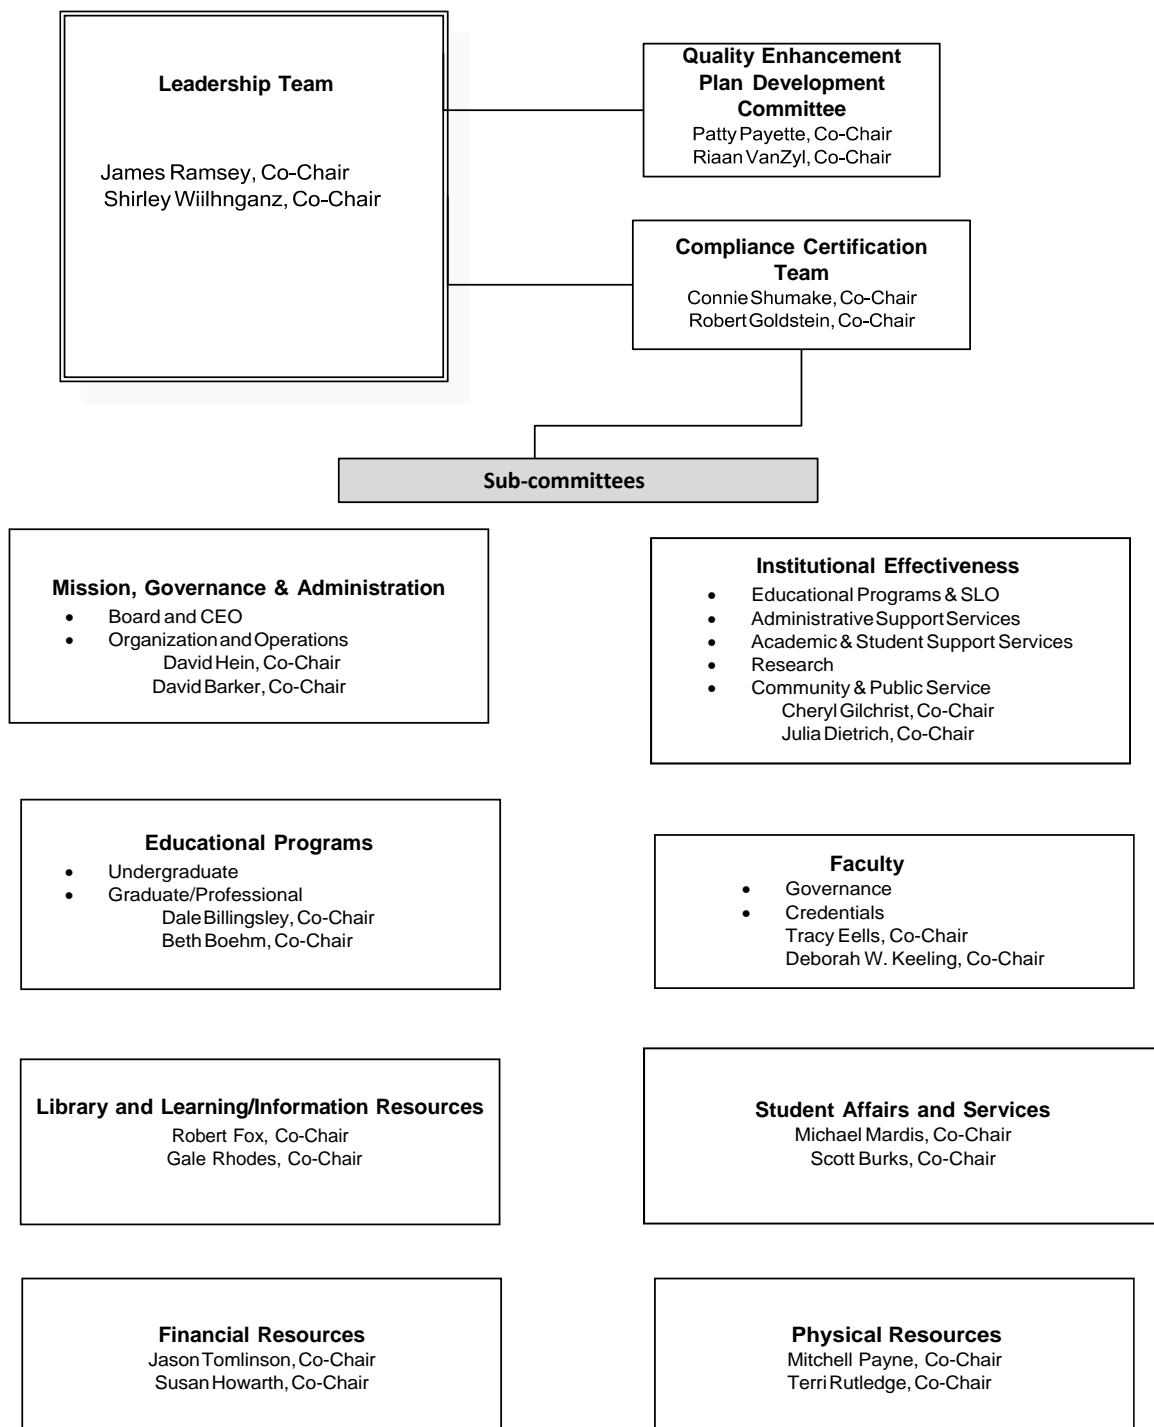 Leadership Team
James Ramsey, Co-Chair
Shirley Wiilhnganz, Co-Chair
Quality Enhancement
Plan Development
Committee
Patty Payette, Co-Chair
Riaan VanZyl, Co-Chair
Compliance Certification
Team
Connie Shumake, Co-Chair
Robert Goldstein, Co-Chair
Sub-committees
Mission, Governance & Administration
• Board and CEO
• Organization and Operations
David Hein, Co-Chair
David Barker, Co-Chair
Institutional Effectiveness
• Educational Programs & SLO
• Administrative Support Services
• Academic & Student Support Services
• Research
• Community & Public Service
Cheryl Gilchrist, Co-Chair
Julia Dietrich, Co-Chair
Educational Programs
• Undergraduate
• Graduate/Professional
Dale Billingsley, Co-Chair
Beth Boehm, Co-Chair
Faculty
• Governance
• Credentials
Tracy Eells, Co-Chair
Deborah W. Keeling, Co-Chair
Library and Learning/Information Resources
Robert Fox, Co-Chair
Gale Rhodes, Co-Chair
Student Affairs and Services
Michael Mardis, Co-Chair
Scott Burks, Co-Chair
Financial Resources
Jason Tomlinson, Co-Chair
Susan Howarth, Co-Chair
Physical Resources
Mitchell Payne, Co-Chair
Terri Rutledge, Co-Chair